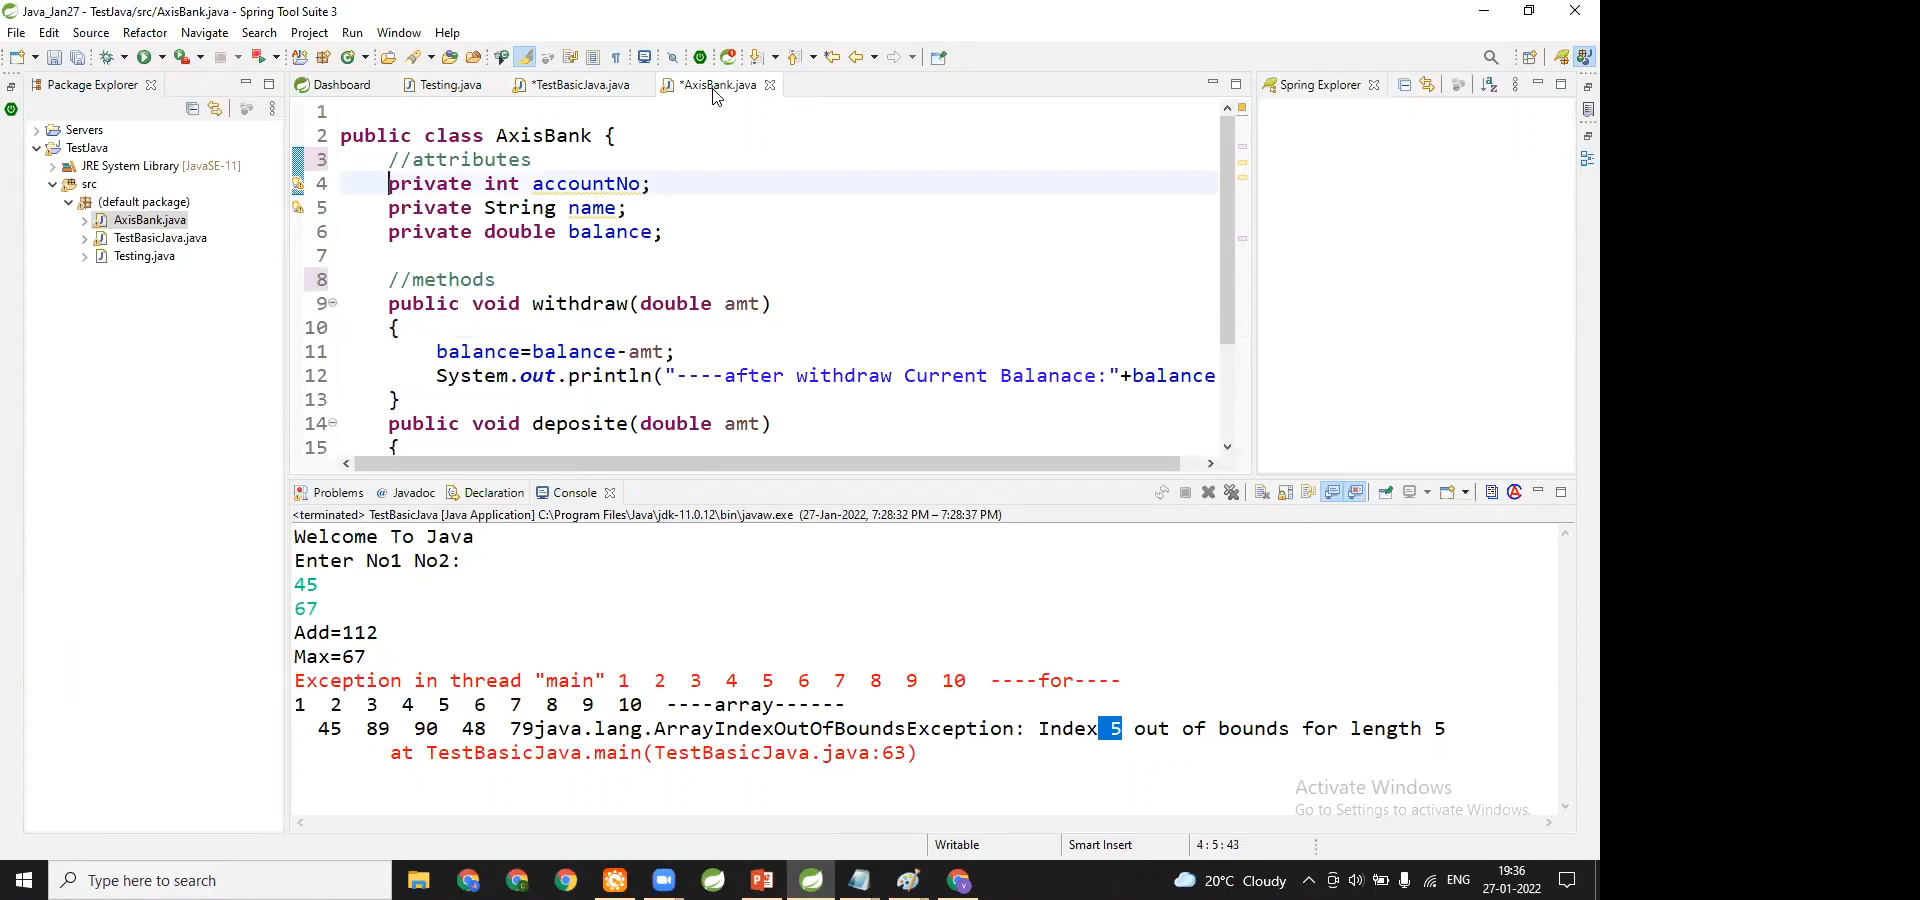 Java_Jan27 - TestJava/src/AxisBank.java - Spring Tool Suite 3
File Edit Source Refactor Navigate Search Project Run Window Help
Package Explorer
Dashboard Testing.java *TestBasicJava.java *AxisBank.java
Spring Explorer
Servers
TestJava
JRE System Library [JavaSE-11]
src
(default package)
AxisBank.java
TestBasicJava.java
Testing.java
1
2 public class AxisBank {
3 //attributes
4 private int accountNo;
5 private String name;
6 private double balance;
7
8 //methods
9 public void withdraw(double amt)
10 {
11 balance=balance-amt;
12 System.out.println("----after withdraw Current Balanace:"+balance
13 }
14 public void deposite(double amt)
15 {
Problems @ Javadoc Declaration Console
<terminated> TestBasicJava [Java Application] C:\Program Files\Java\jdk-11.0.12\bin\javaw.exe (27-Jan-2022, 7:28:32 PM – 7:28:37 PM)
Welcome To Java
Enter No1 No2:
45
67
Add=112
Max=67
Exception in thread "main" 1 2 3 4 5 6 7 8 9 10 ----for----
1 2 3 4 5 6 7 8 9 10 ----array------
45 89 90 48 79java.lang.ArrayIndexOutOfBoundsException: Index 5 out of bounds for length 5
at TestBasicJava.main(TestBasicJava.java:63)
Activate Windows
Go to Settings to activate Windows.
Writable Smart Insert 4 : 5 : 43
Type here to search
20°C Cloudy
ENG
19:36
27-01-2022